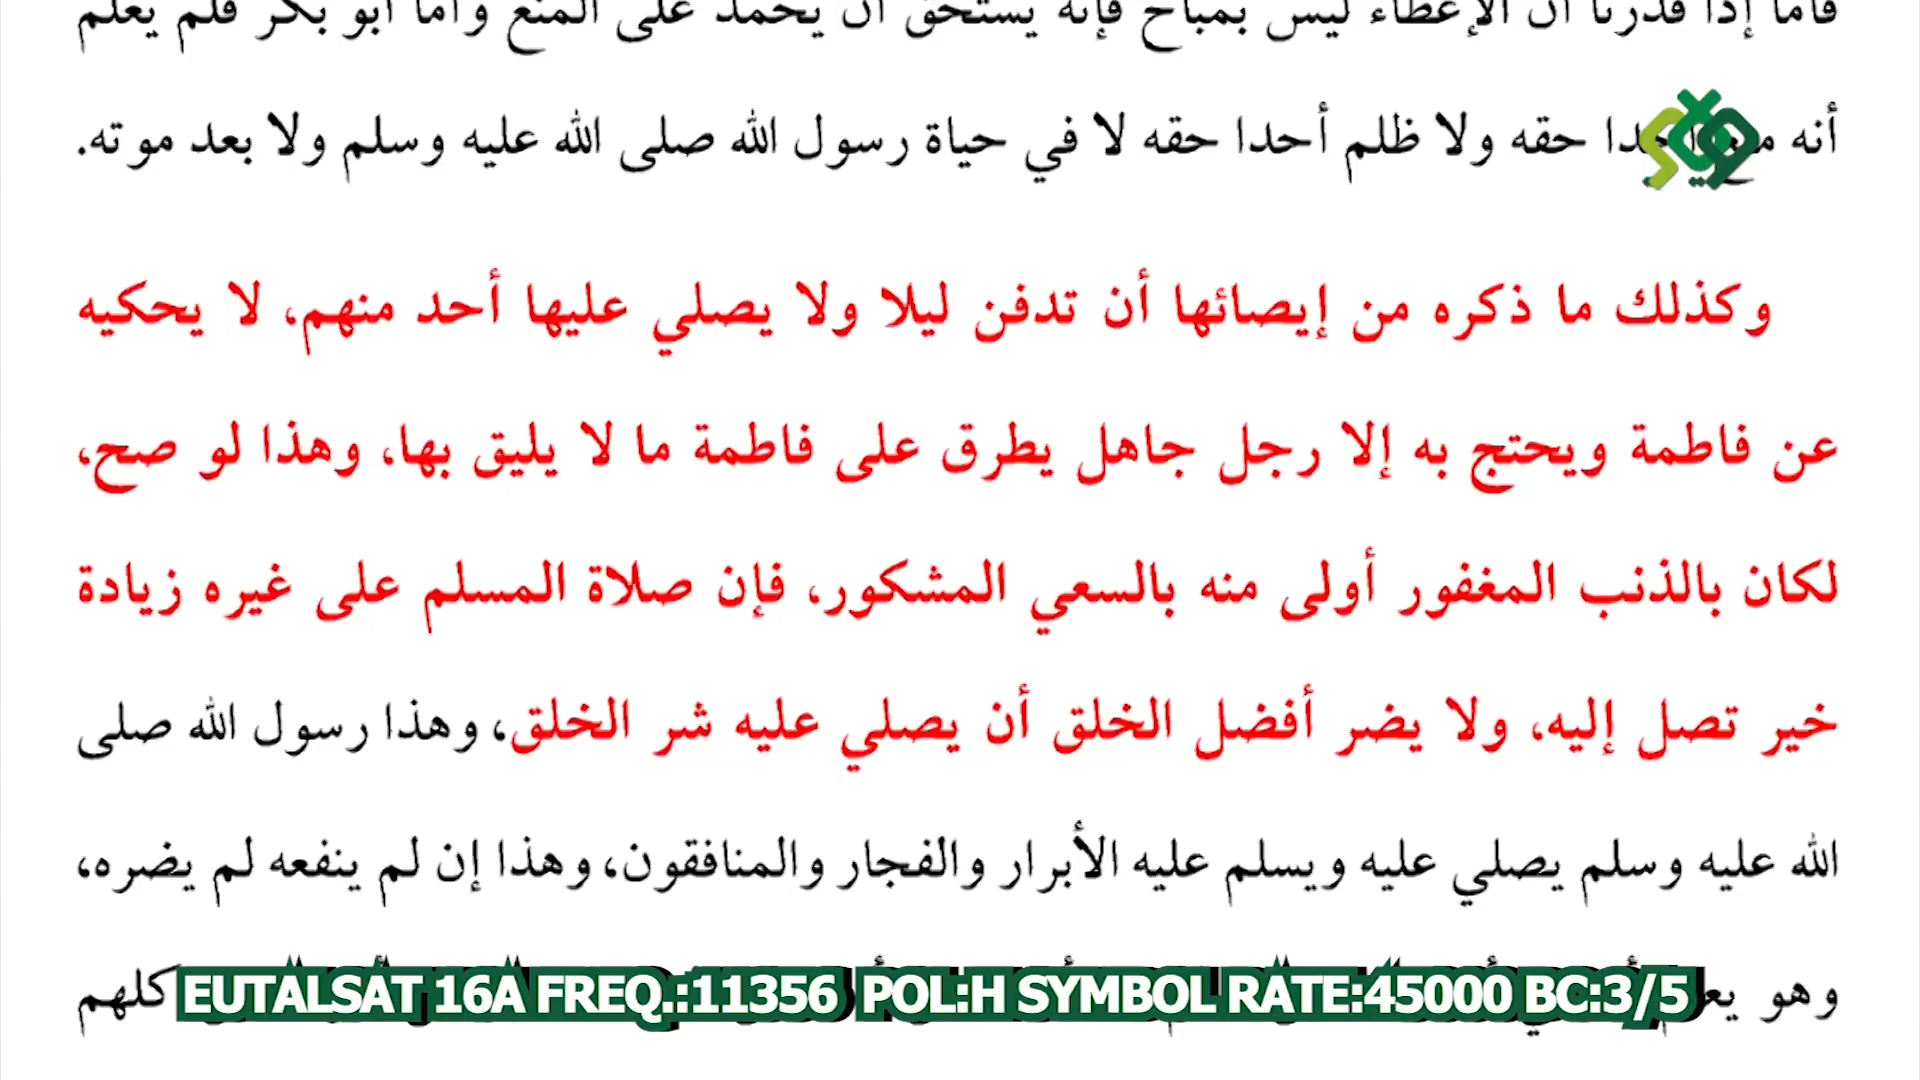 فأما إذا قدرنا أن الإعطاء ليس بمباح فإنه يستحق أن يحمد على المنع وأما أبو بكر فلم يعلم
أنه حقه ولا ظلم أحدا حقه لا في حياة رسول الله صلى الله عليه وسلم ولا بعد موته.
وكذلك ما ذكره من إيصائها أن تدفن ليلا ولا يصلي عليها أحد منهم، لا يحكيه
عن فاطمة ويحتج به إلا رجل جاهل يطرق على فاطمة ما لا يليق بها، وهذا لو صح،
لكان بالذنب المغفور أولى منه بالسعي المشكور، فإن صلاة المسلم على غيره زيادة
خير تصل إليه، ولا يضر أفضل الخلق أن يصلي عليه شر الخلق، وهذا رسول الله صلى
الله عليه وسلم يصلي عليه ويسلم عليه الأبرار والفجار والمنافقون، وهذا إن لم ينفعه لم يضره،
وهو كلهم
EUTALSAT 16A FREQ.:11356 POL:H SYMBOL RATE:45000 BC:3/5